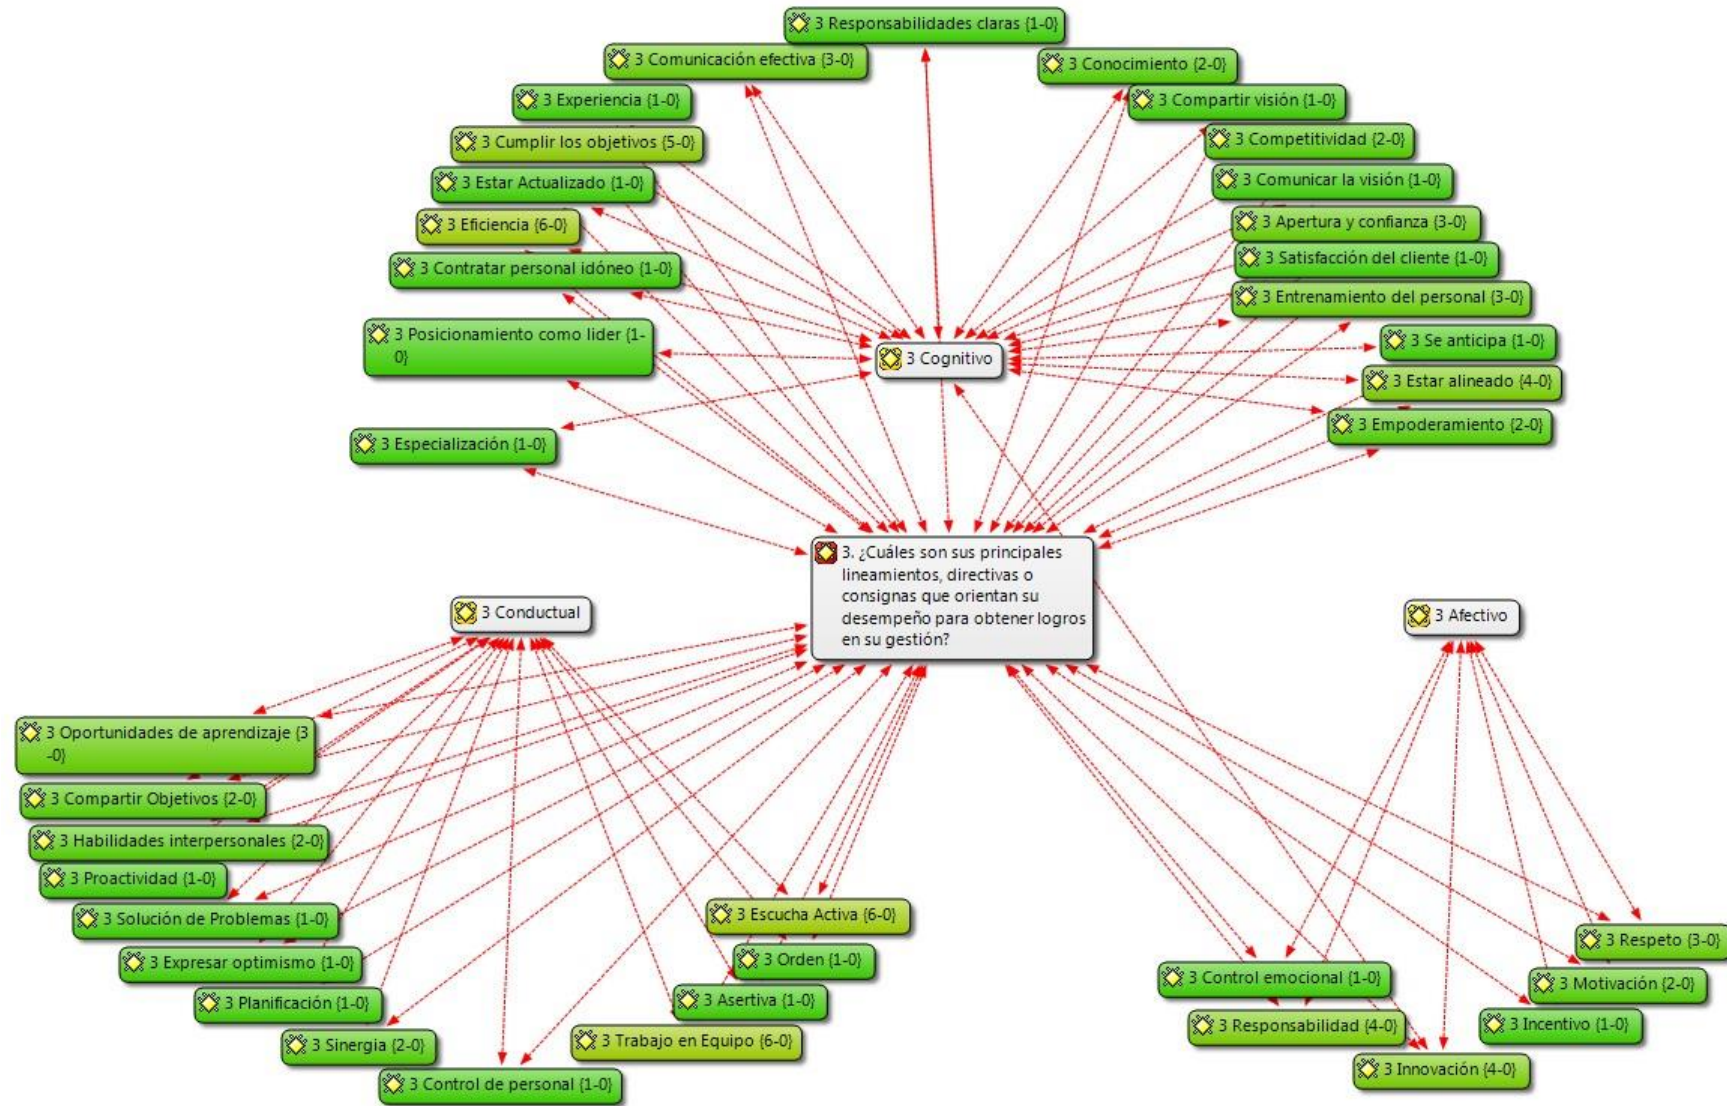 3 Responsabilidades claras {1-0}
3 Comunicación efectiva {3-0}
3 Conocimiento {2-0}
3 Experiencia {1-0}
3 Compartir visión {1-0}
3 Cumplir los objetivos {5-0}
3 Competitividad {2-0}
3 Estar Actualizado {1-0}
3 Comunicar la visión {1-0}
3 Eficiencia {6-0}
3 Apertura y confianza {3-0}
3 Contratar personal idóneo {1-0}
3 Satisfacción del cliente {1-0}
3 Entrenamiento del personal {3-0}
3 Posicionamiento como lider {1-
0}
3 Se anticipa {1-0}
3 Cognitivo
3 Estar alineado {4-0}
3 Especialización {1-0}
3 Empoderamiento {2-0}
3. ¿Cuáles son sus principales
lineamientos, directivas o
consignas que orientan su
desempeño para obtener logros
en su gestión?
3 Conductual
3 Afectivo
3 Oportunidades de aprendizaje {3
-0}
3 Compartir Objetivos {2-0}
3 Habilidades interpersonales {2-0}
3 Proactividad {1-0}
3 Solución de Problemas {1-0}
3 Expresar optimismo {1-0}
3 Planificación {1-0}
3 Sinergia {2-0}
3 Control de personal {1-0}
3 Escucha Activa {6-0}
3 Orden {1-0}
3 Asertiva {1-0}
3 Trabajo en Equipo {6-0}
3 Respeto {3-0}
3 Control emocional {1-0}
3 Motivación {2-0}
3 Responsabilidad {4-0}
3 Incentivo {1-0}
3 Innovación {4-0}